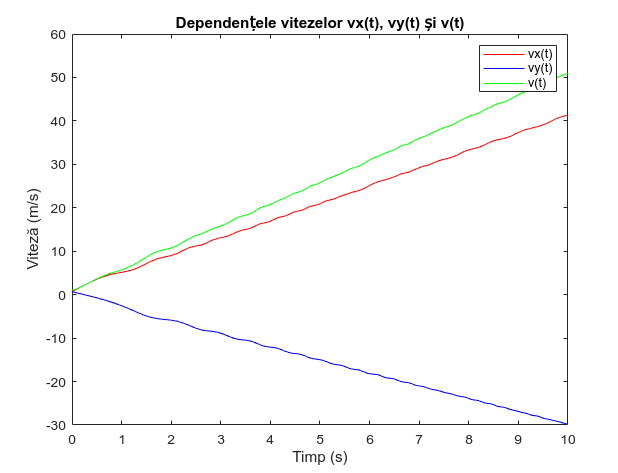 Dependențele vitezelor vx(t), vy(t) și v(t)
60
50
40
30
20
10
0
-10
-20
-30
Viteză (m/s)
vx(t)
vy(t)
v(t)
0 1 2 3 4 5 6 7 8 9 10
Timp (s)